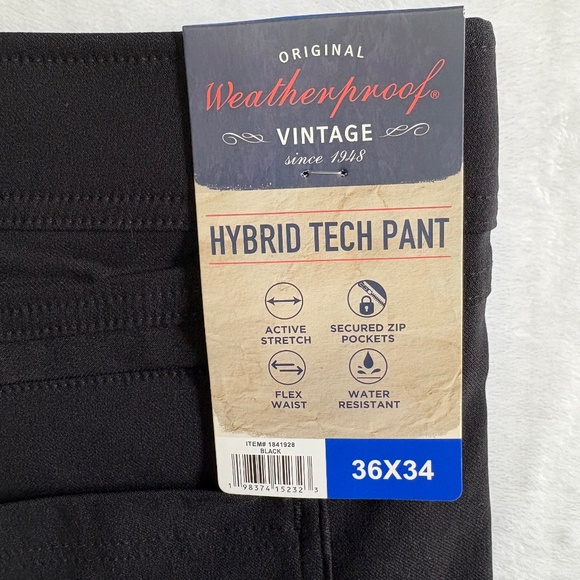 ORIGINAL
Weatherproof®
VINTAGE
since 1948
HYBRID TECH PANT
ACTIVE STRETCH
SECURED ZIP POCKETS
FLEX WAIST
WATER RESISTANT
ITEM# 1841928
BLACK
1 98374 15232 3
36X34